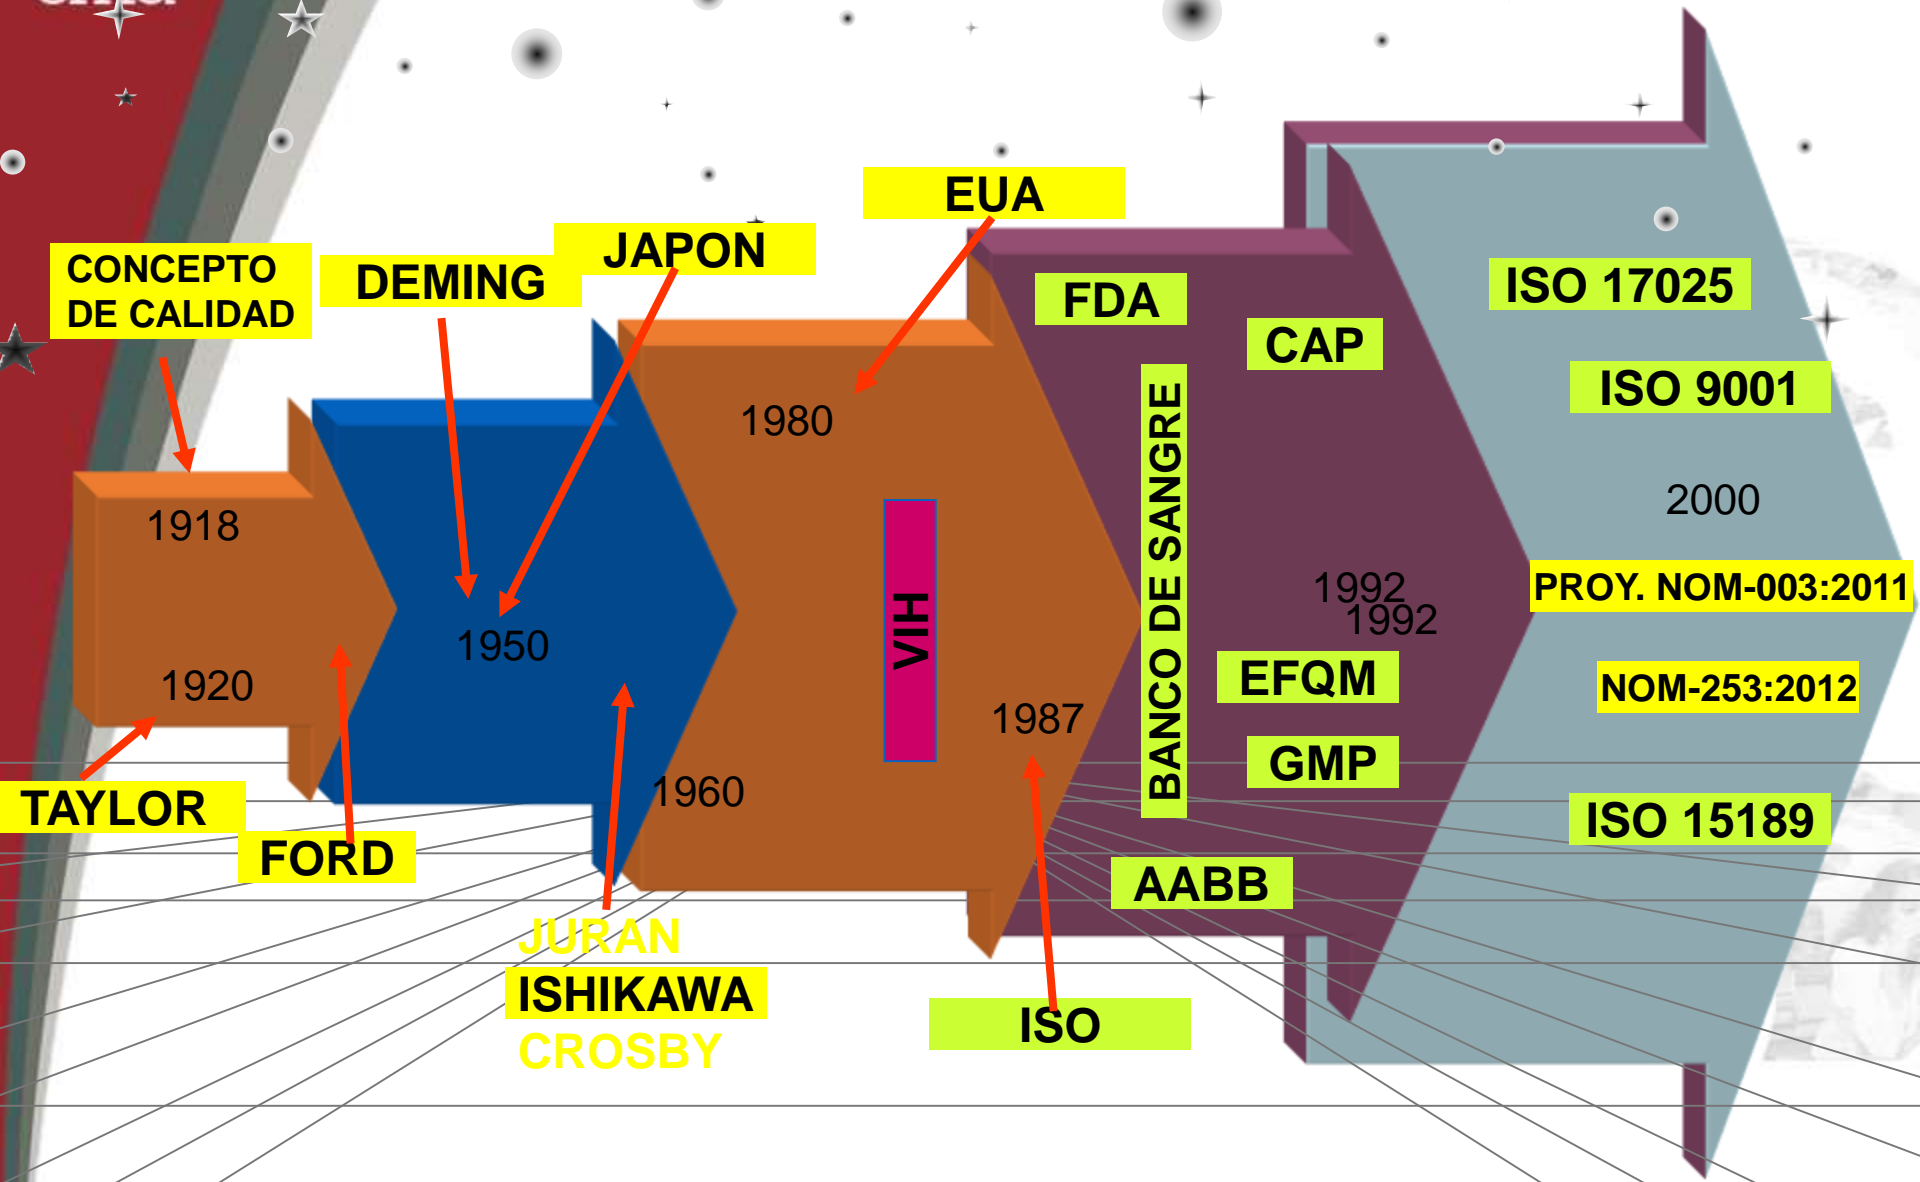 EUA
JAPON
CONCEPTO
DE CALIDAD
DEMING
FDA
ISO 17025
CAP
ISO 9001
1980
BANCO DE SANGRE
1918
2000
VIH
1992
1992
PROY. NOM-003:2011
1950
1920
EFQM
NOM-253:2012
1987
GMP
1960
TAYLOR
ISO 15189
FORD
AABB
JURAN
ISHIKAWA
CROSBY
ISO